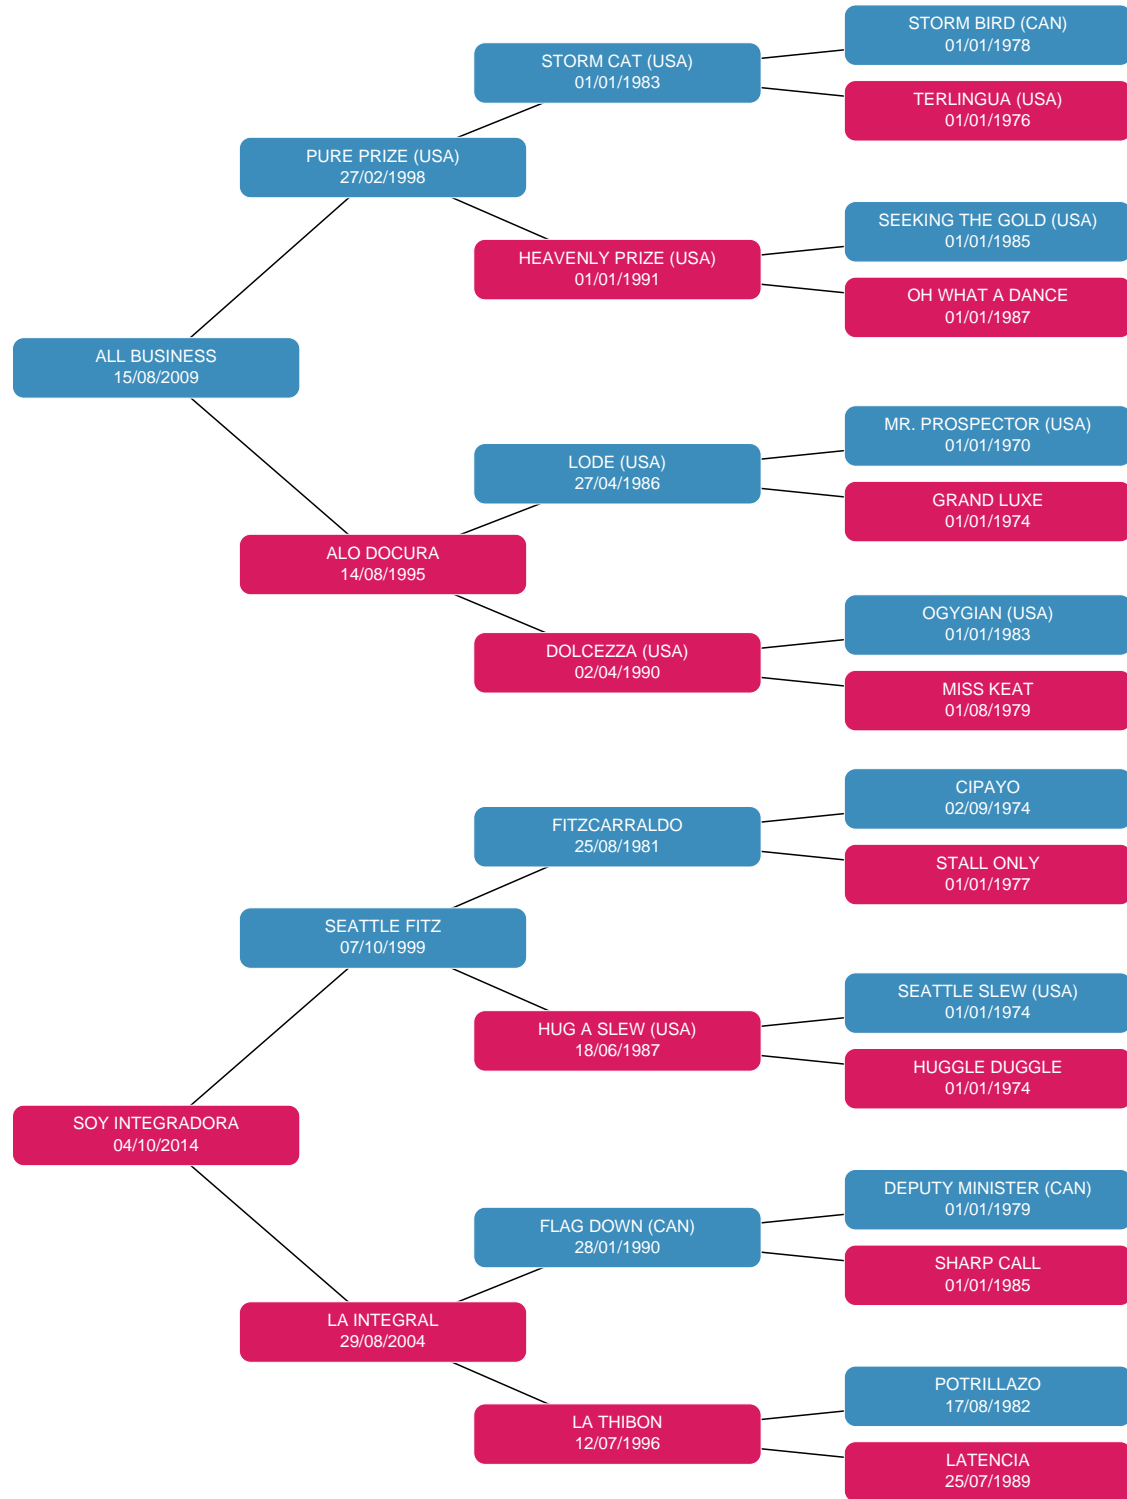 STORM BIRD (CAN)
01/01/1978
STORM CAT (USA)
01/01/1983
TERLINGUA (USA)
01/01/1976
PURE PRIZE (USA)
27/02/1998
SEEKING THE GOLD (USA)
01/01/1985
HEAVENLY PRIZE (USA)
01/01/1991
OH WHAT A DANCE
01/01/1987
ALL BUSINESS
15/08/2009
MR. PROSPECTOR (USA)
01/01/1970
LODE (USA)
27/04/1986
GRAND LUXE
01/01/1974
ALO DOCURA
14/08/1995
OGYGIAN (USA)
01/01/1983
DOLCEZZA (USA)
02/04/1990
MISS KEAT
01/08/1979
CIPAYO
02/09/1974
FITZCARRALDO
25/08/1981
STALL ONLY
01/01/1977
SEATTLE FITZ
07/10/1999
SEATTLE SLEW (USA)
01/01/1974
HUG A SLEW (USA)
18/06/1987
HUGGLE DUGGLE
01/01/1974
SOY INTEGRADORA
04/10/2014
DEPUTY MINISTER (CAN)
01/01/1979
FLAG DOWN (CAN)
28/01/1990
SHARP CALL
01/01/1985
LA INTEGRAL
29/08/2004
POTRILLAZO
17/08/1982
LA THIBON
12/07/1996
LATENCIA
25/07/1989